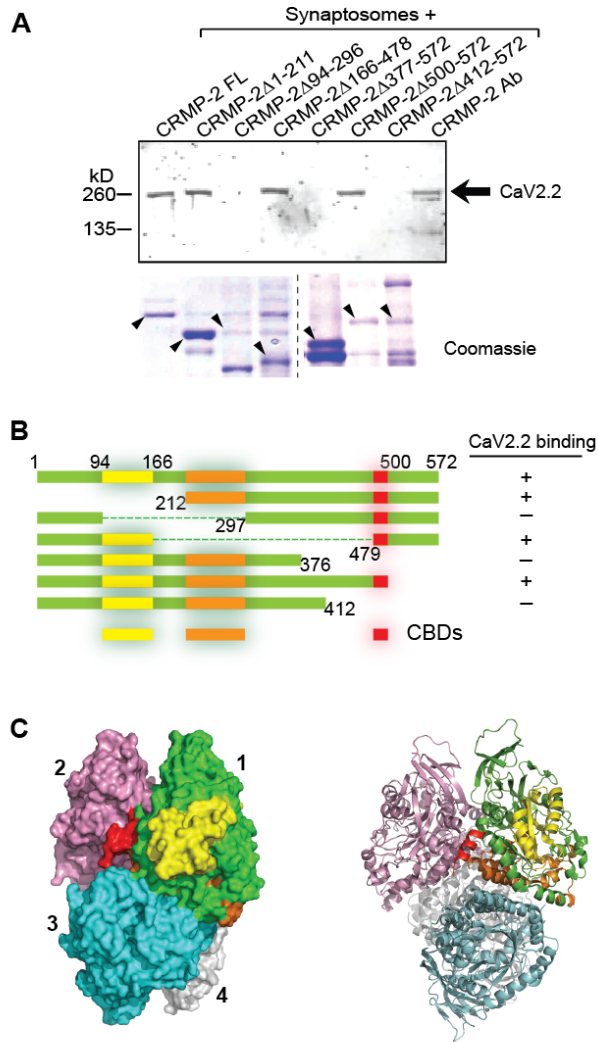 A
Synaptosomes +
CRMP-2 FL
CRMP-2Δ1-211
CRMP-2Δ94-296
CRMP-2Δ166-478
CRMP-2Δ377-572
CRMP-2Δ500-572
CRMP-2Δ412-572
CRMP-2 Ab
kD
260
135
CaV2.2
Coomassie
B
CaV2.2 binding
1 94 166 500 572
+
212 +
297 −
479 +
376 −
+
412 −
CBDs
C
2 1
3
4